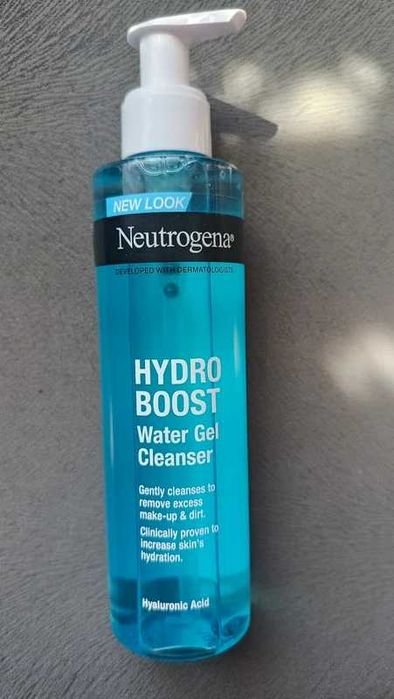 NEW LOOK
Neutrogena®
DEVELOPED WITH DERMATOLOGISTS
HYDRO
BOOST
Water Gel
Cleanser
Gently cleanses to
remove excess
make-up & dirt.
Clinically proven to
increase skin's
hydration.
Hyaluronic Acid